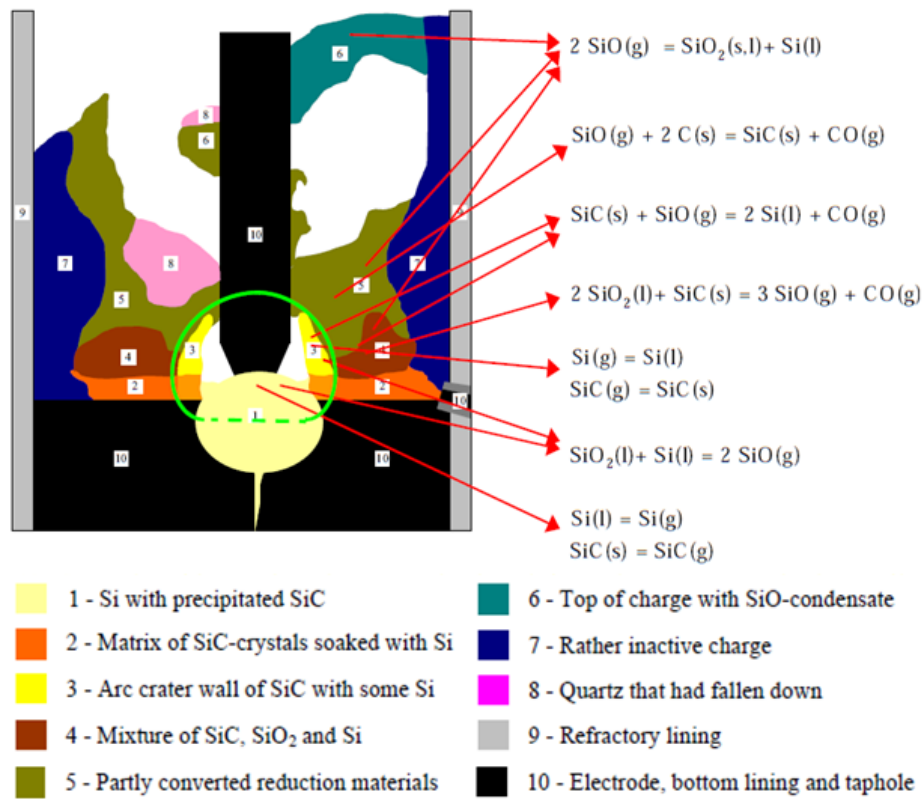 6
2 SiO(g) = SiO₂(s,l)+ Si(l)
8
6
SiO(g) + 2 C(s) = SiC(s) + CO(g)
9
SiC(s) + SiO(g) = 2 Si(l) + CO(g)
10
7
8
7
5
5
2 SiO₂(l)+ SiC(s) = 3 SiO(g) + CO(g)
4
3
3
Si(g) = Si(l)
SiC(g) = SiC(s)
2
2
10
1
10
10
SiO₂(l)+ Si(l) = 2 SiO(g)
Si(l) = Si(g)
SiC(s) = SiC(g)
1 - Si with precipitated SiC
2 - Matrix of SiC-crystals soaked with Si
3 - Arc crater wall of SiC with some Si
4 - Mixture of SiC, SiO₂ and Si
5 - Partly converted reduction materials
6 - Top of charge with SiO-condensate
7 - Rather inactive charge
8 - Quartz that had fallen down
9 - Refractory lining
10 - Electrode, bottom lining and taphole